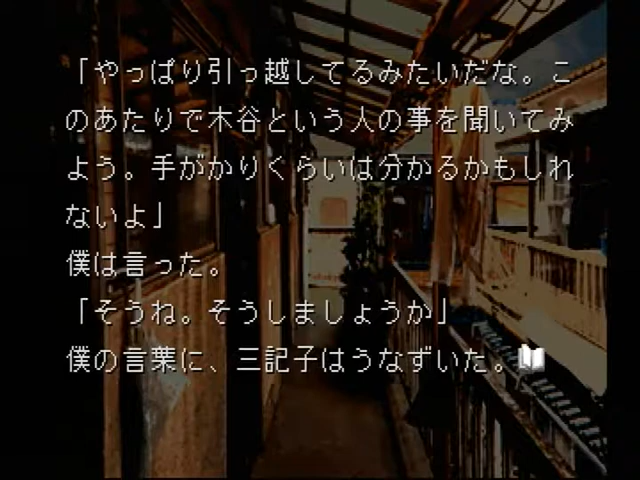 「やっぱり引っ越してるみたいだな。こ
のあたりで木谷という人の事を聞いてみ
よう。手がかりくらいは分かるかもしれ
ないよ」
僕は言った。
「そうね。そうしましょうか」
僕の言葉に、三記子はうなずいた。